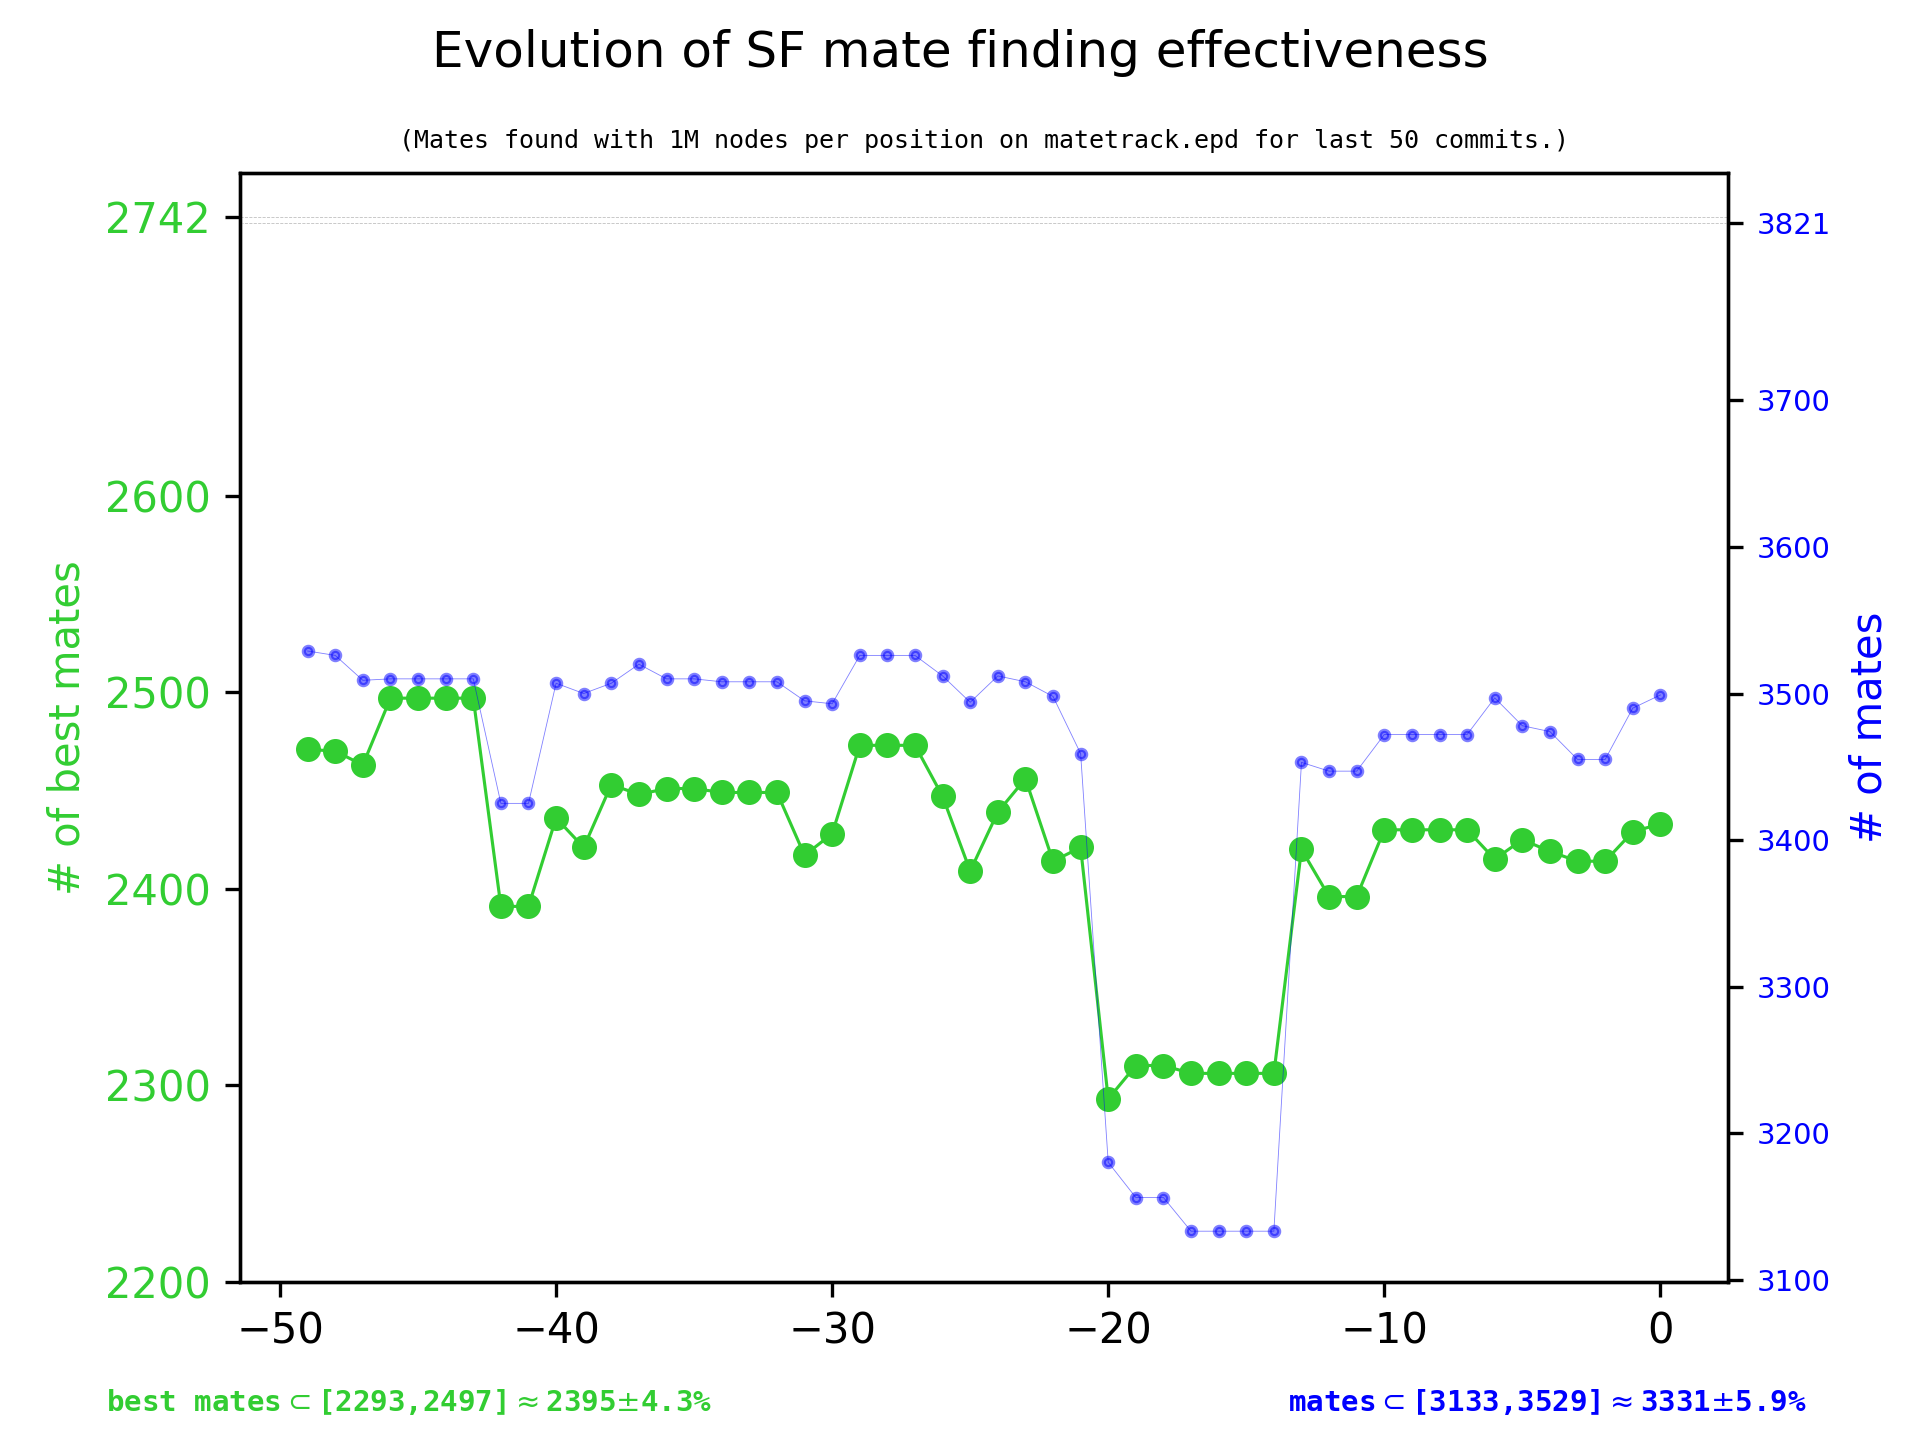 Evolution of SF mate finding effectiveness
(Mates found with 1M nodes per position on matetrack.epd for last 50 commits.)
2742
2600
2500
2400
2300
2200
# of best mates
3821
3700
3600
3500
3400
3300
3200
3100
# of mates
−50 −40 −30 −20 −10 0
best mates ⊂ [2293,2497] ≈ 2395±4.3%
mates ⊂ [3133,3529] ≈ 3331±5.9%